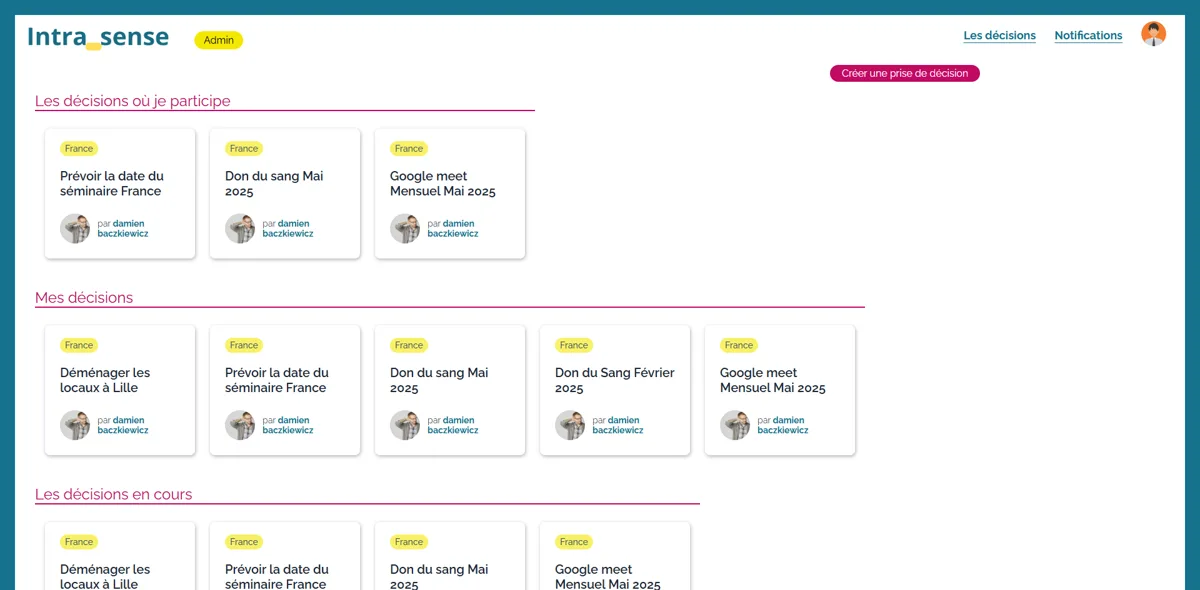 Intra_sense
Admin
Les décisions
Notifications
Créer une prise de décision
Les décisions où je participe
France
Prévoir la date du
séminaire France
par damien
baczkiewicz
France
Don du sang Mai
2025
par damien
baczkiewicz
France
Google meet
Mensuel Mai 2025
par damien
baczkiewicz
Mes décisions
France
Déménager les
locaux à Lille
par damien
baczkiewicz
France
Prévoir la date du
séminaire France
par damien
baczkiewicz
France
Don du sang Mai
2025
par damien
baczkiewicz
France
Don du Sang Février
2025
par damien
baczkiewicz
France
Google meet
Mensuel Mai 2025
par damien
baczkiewicz
Les décisions en cours
France
Déménager les
locaux à Lille
France
Prévoir la date du
séminaire France
France
Don du sang Mai
2025
France
Google meet
Mensuel Mai 2025